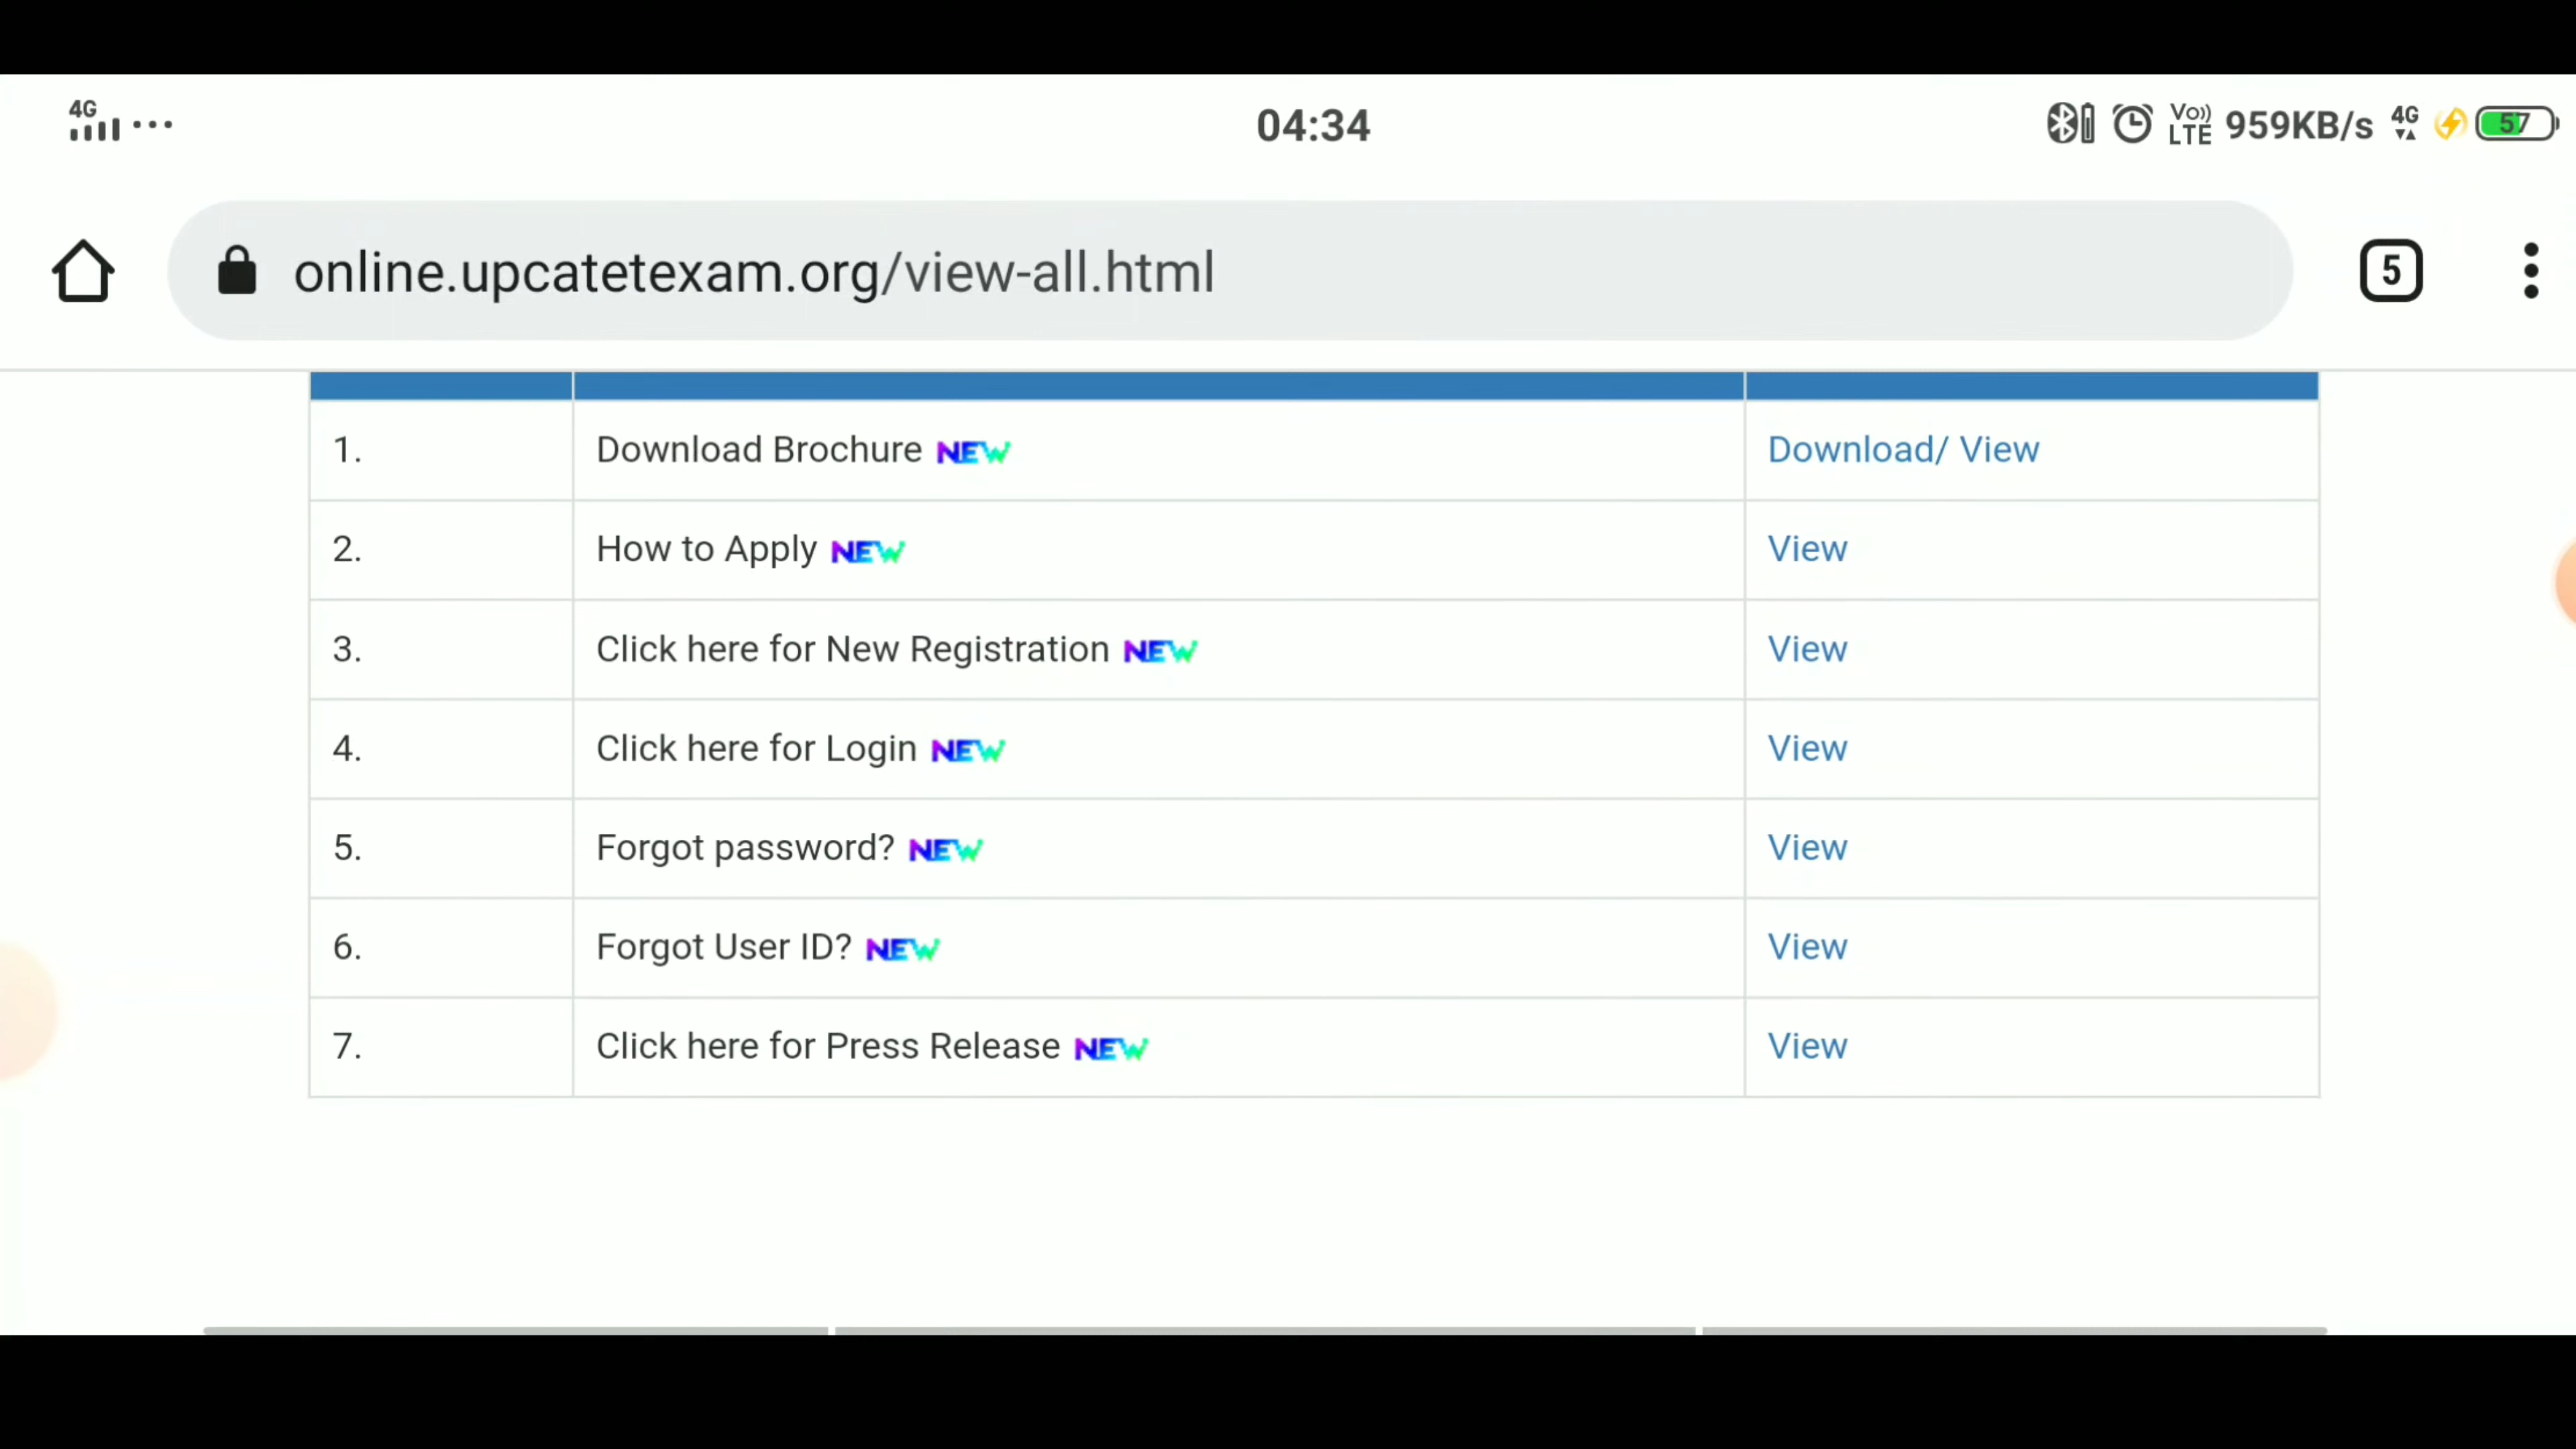 4G 04:34 Vo)) LTE 959KB/s 4G 57
online.upcatetexam.org/view-all.html 5
1. Download Brochure NEW Download/ View
2. How to Apply NEW View
3. Click here for New Registration NEW View
4. Click here for Login NEW View
5. Forgot password? NEW View
6. Forgot User ID? NEW View
7. Click here for Press Release NEW View